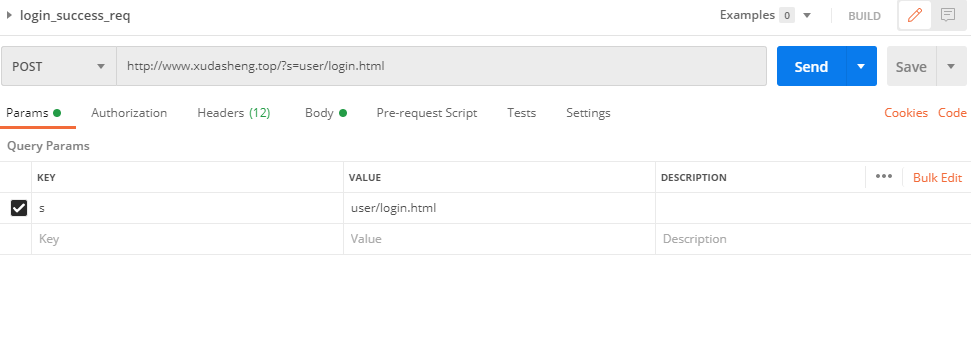 login_success_req Examples 0 BUILD
POST http://www.xudasheng.top/?s=user/login.html Send Save
Params Authorization Headers (12) Body Pre-request Script Tests Settings Cookies Code
Query Params
KEY VALUE DESCRIPTION ••• Bulk Edit
s user/login.html
Key Value Description